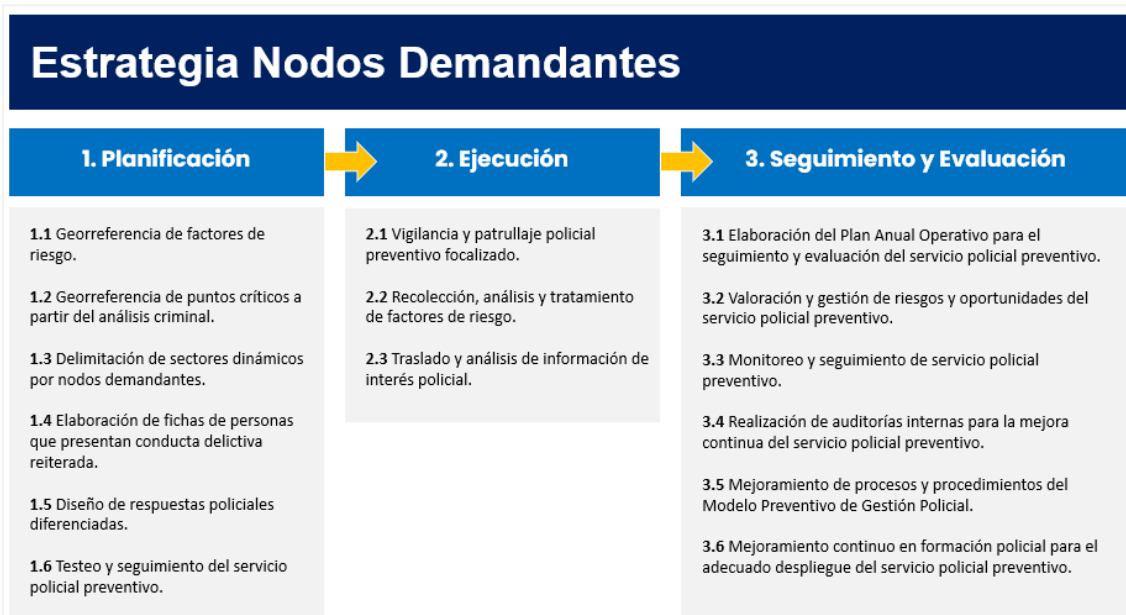 Estrategia Nodos Demandantes
1. Planificación
1.1 Georreferencia de factores de
riesgo.
1.2 Georreferencia de puntos críticos a
partir del análisis criminal.
1.3 Delimitación de sectores dinámicos
por nodos demandantes.
1.4 Elaboración de fichas de personas
que presentan conducta delictiva
reiterada.
1.5 Diseño de respuestas policiales
diferenciadas.
1.6 Testeo y seguimiento del servicio
policial preventivo.
2. Ejecución
2.1 Vigilancia y patrullaje policial
preventivo focalizado.
2.2 Recolección, análisis y tratamiento
de factores de riesgo.
2.3 Traslado y análisis de información de
interés policial.
3. Seguimiento y Evaluación
3.1 Elaboración del Plan Anual Operativo para el
seguimiento y evaluación del servicio policial preventivo.
3.2 Valoración y gestión de riesgos y oportunidades del
servicio policial preventivo.
3.3 Monitoreo y seguimiento de servicio policial
preventivo.
3.4 Realización de auditorías internas para la mejora
continua del servicio policial preventivo.
3.5 Mejoramiento de procesos y procedimientos del
Modelo Preventivo de Gestión Policial.
3.6 Mejoramiento continuo en formación policial para el
adecuado despliegue del servicio policial preventivo.